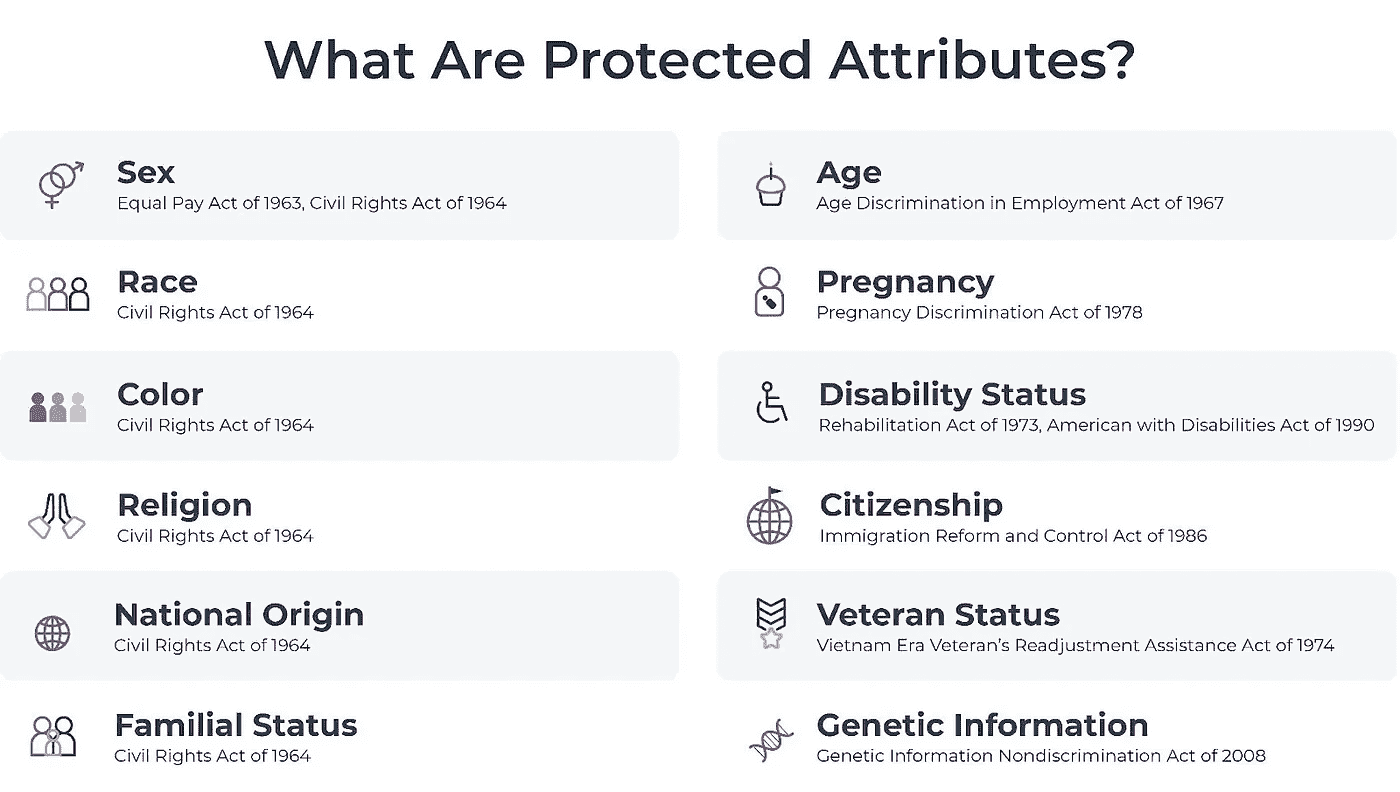 What Are Protected Attributes?
Sex
Equal Pay Act of 1963, Civil Rights Act of 1964
Race
Civil Rights Act of 1964
Color
Civil Rights Act of 1964
Religion
Civil Rights Act of 1964
National Origin
Civil Rights Act of 1964
Familial Status
Civil Rights Act of 1964
Age
Age Discrimination in Employment Act of 1967
Pregnancy
Pregnancy Discrimination Act of 1978
Disability Status
Rehabilitation Act of 1973, American with Disabilities Act of 1990
Citizenship
Immigration Reform and Control Act of 1986
Veteran Status
Vietnam Era Veteran’s Readjustment Assistance Act of 1974
Genetic Information
Genetic Information Nondiscrimination Act of 2008